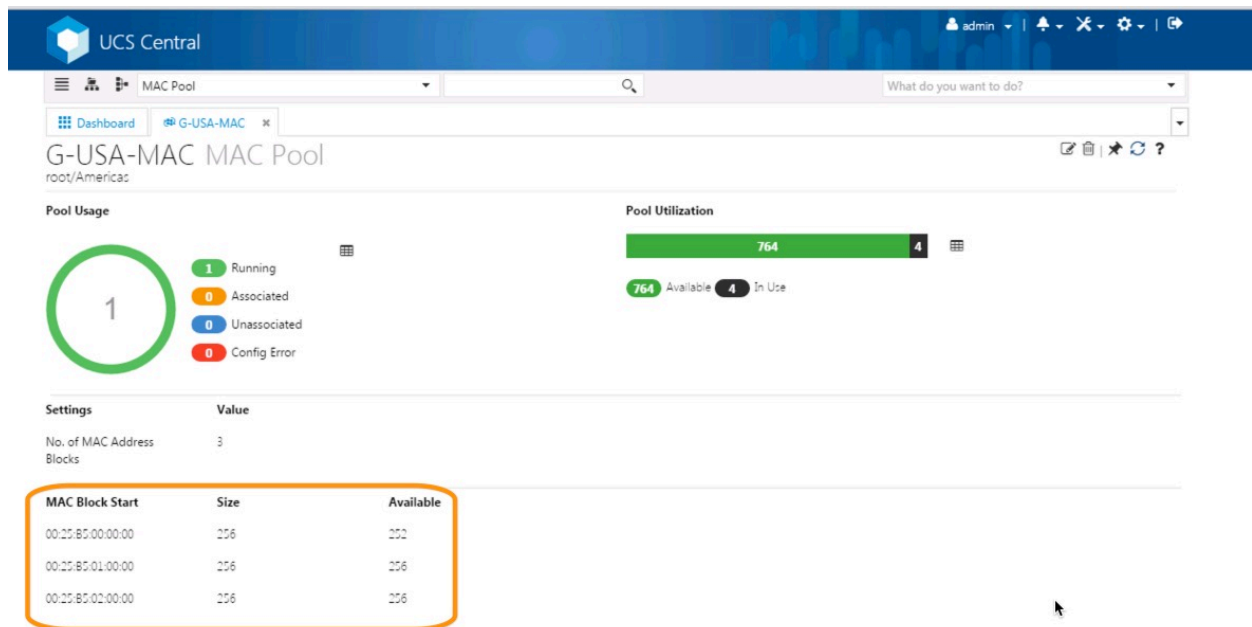 UCS Central
admin
MAC Pool
What do you want to do?
Dashboard G-USA-MAC
G-USA-MAC MAC Pool
root/Americas
Pool Usage
1
1 Running
0 Associated
0 Unassociated
0 Config Error
Pool Utilization
764 4
764 Available 4 In Use
Settings Value
No. of MAC Address 3
Blocks
MAC Block Start Size Available
00:25:B5:00:00:00 256 252
00:25:B5:01:00:00 256 256
00:25:B5:02:00:00 256 256